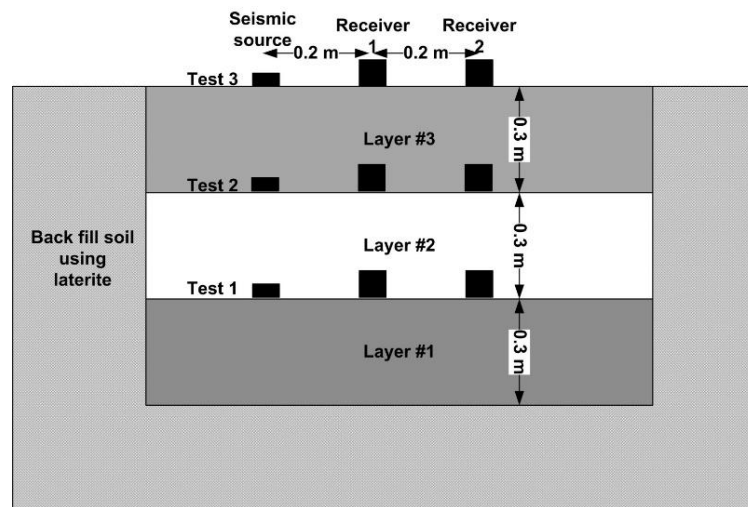 Seismic
source
Receiver
1
Receiver
2
0.2 m
0.2 m
Test 3
Layer #3
0.3 m
Test 2
Back fill soil
using
laterite
Layer #2
0.3 m
Test 1
Layer #1
0.3 m